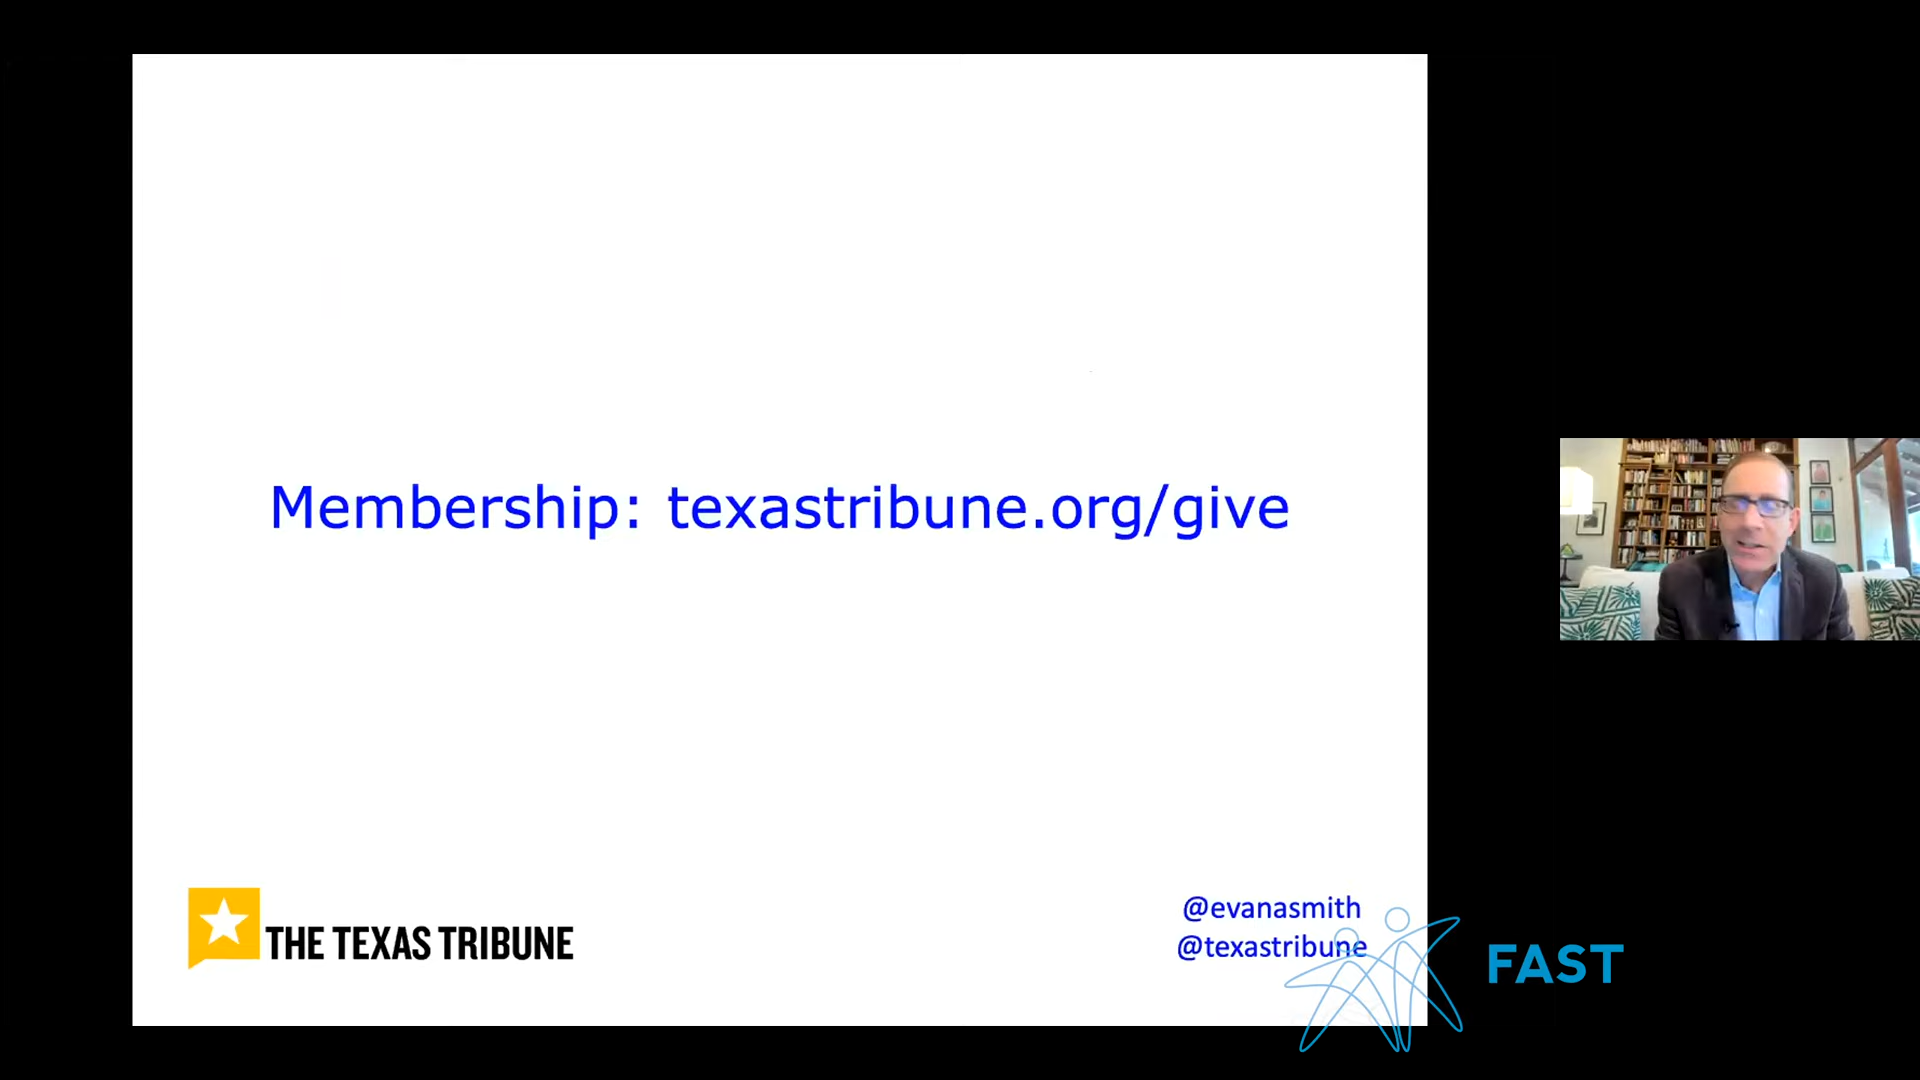 Membership: texastribune.org/give
THE TEXAS TRIBUNE
@evanasmith
@texastribune
FAST